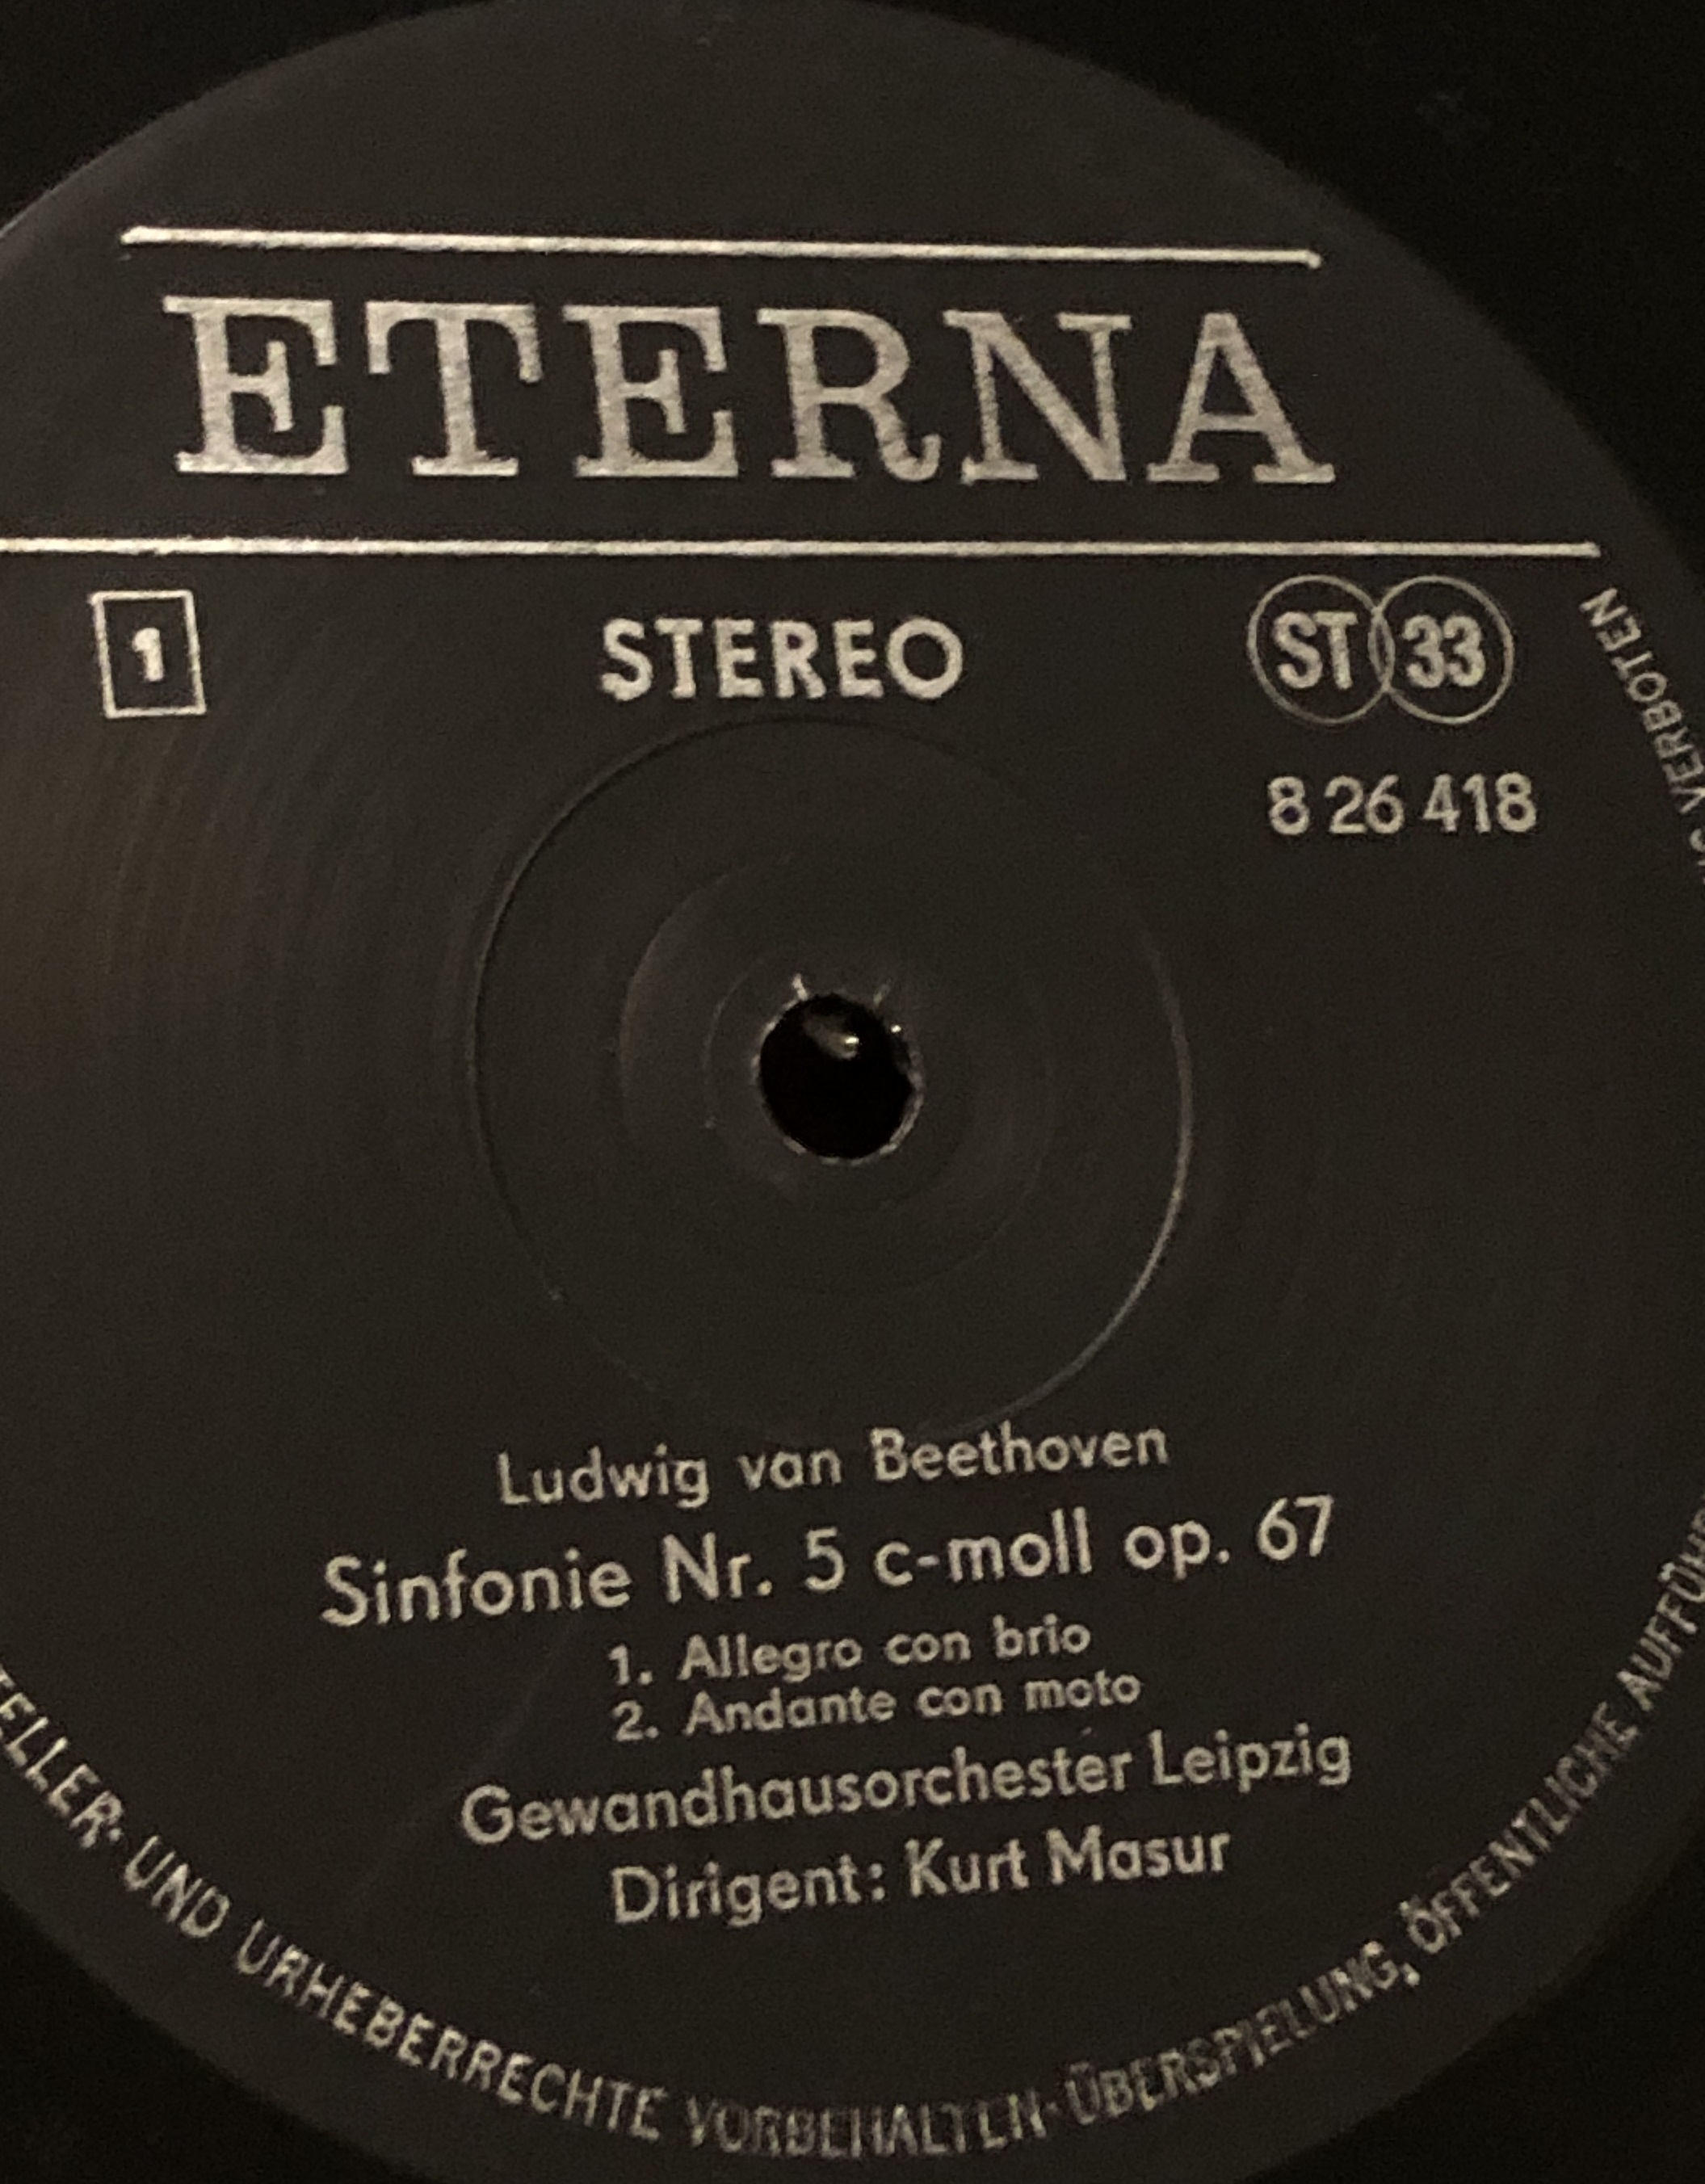 ETERNA
1 STEREO ST 33
8 26 418
Ludwig van Beethoven
Sinfonie Nr. 5 c-moll op. 67
1. Allegro con brio
2. Andante con moto
Gewandhausorchester Leipzig
Dirigent: Kurt Masur
UND URHEBERRECHTE VORBEHALTEN · ÜBERSPIELUNG, ÖFFENTLICHE
VERBOTEN